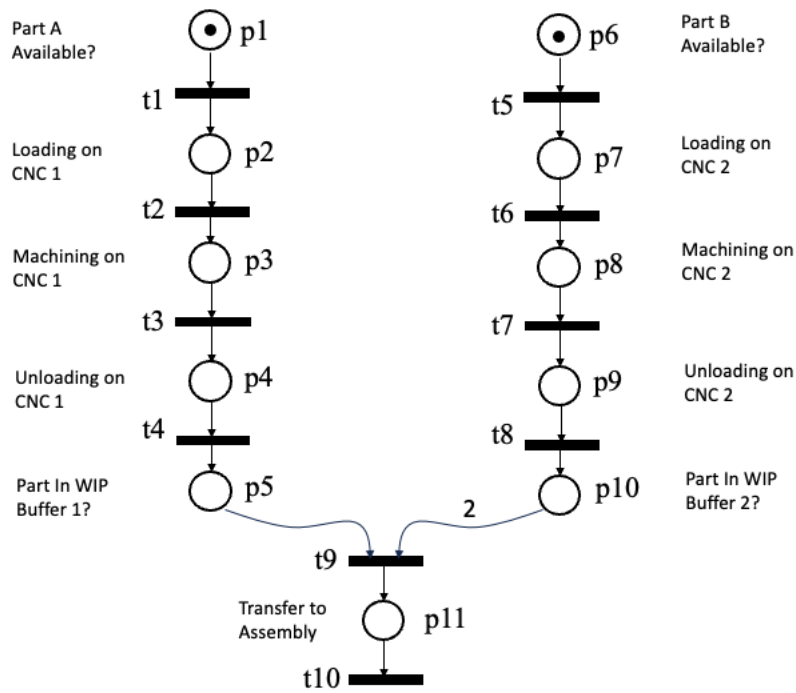 Part A
Available?
p1
Part B
Available?
p6
t1
t5
Loading on
CNC 1
p2
Loading on
CNC 2
p7
t2
t6
Machining on
CNC 1
p3
Machining on
CNC 2
p8
t3
t7
Unloading on
CNC 1
p4
Unloading on
CNC 2
p9
t4
t8
Part In WIP
Buffer 1?
p5
Part In WIP
Buffer 2?
p10
2
t9
Transfer to
Assembly
p11
t10